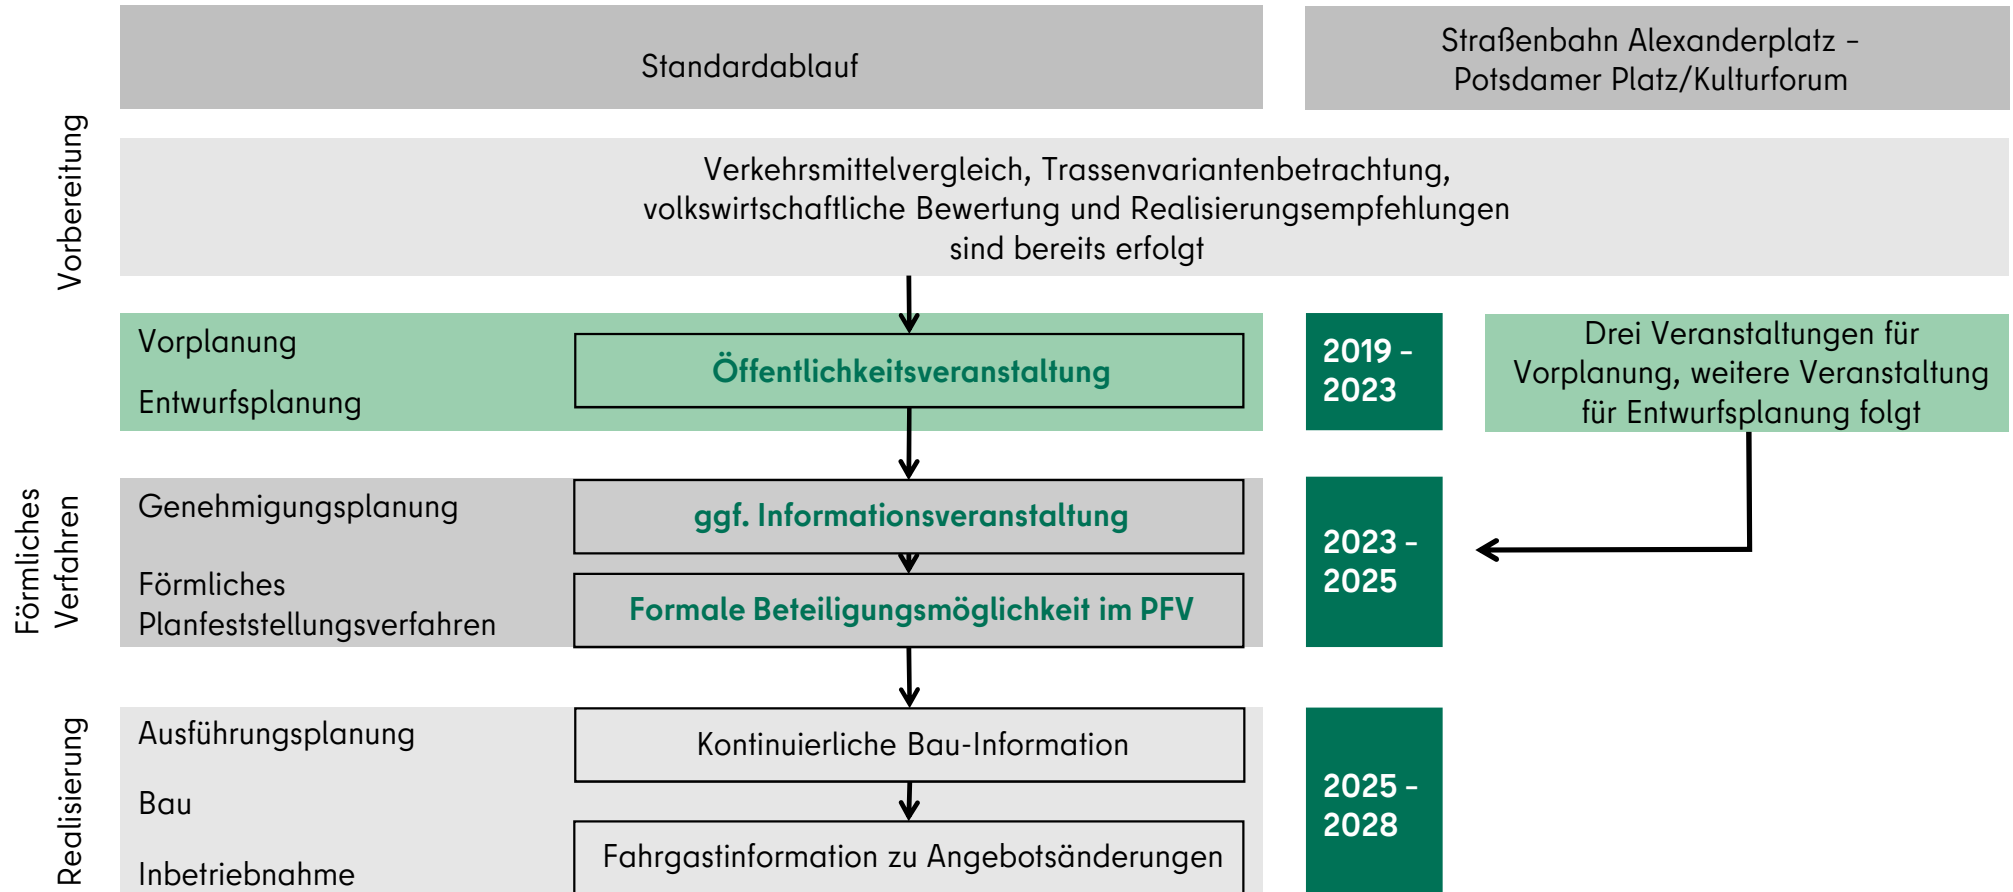 Standardablauf
Straßenbahn Alexanderplatz –
Potsdamer Platz/Kulturforum
Vorbereitung
Verkehrsmittelvergleich, Trassenvariantenbetrachtung,
volkswirtschaftliche Bewertung und Realisierungsempfehlungen
sind bereits erfolgt
Vorplanung
Entwurfsplanung
Öffentlichkeitsveranstaltung
2019 –
2023
Drei Veranstaltungen für
Vorplanung, weitere Veranstaltung
für Entwurfsplanung folgt
Förmliches
Verfahren
Genehmigungsplanung
ggf. Informationsveranstaltung
Förmliches
Planfeststellungsverfahren
Formale Beteiligungsmöglichkeit im PFV
2023 –
2025
Realisierung
Ausführungsplanung
Kontinuierliche Bau-Information
Bau
Inbetriebnahme
Fahrgastinformation zu Angebotsänderungen
2025 –
2028